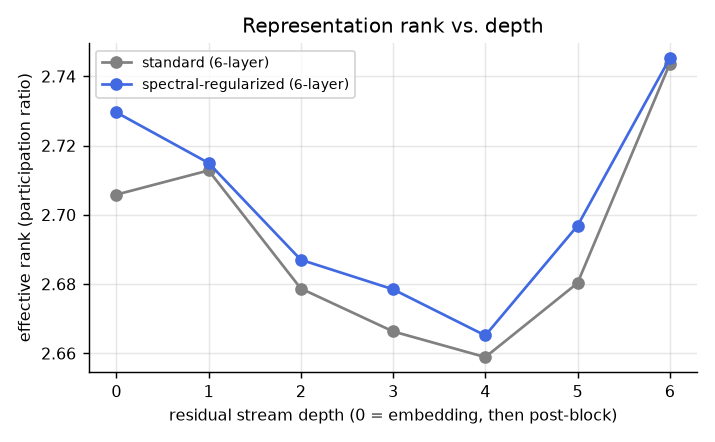 Representation rank vs. depth
standard (6-layer)
spectral-regularized (6-layer)
effective rank (participation ratio)
2.74
2.72
2.70
2.68
2.66
0 1 2 3 4 5 6
residual stream depth (0 = embedding, then post-block)